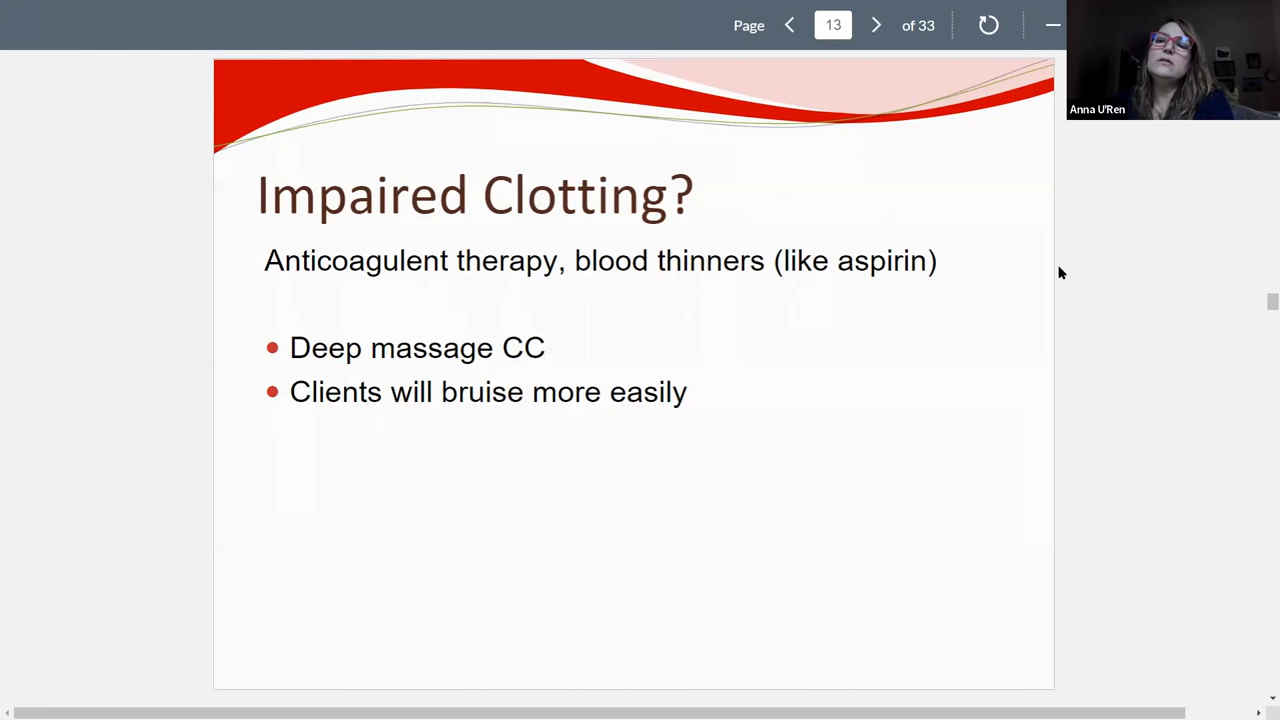 Page 13 of 33
Anna U'Ren
Impaired Clotting?
Anticoagulent therapy, blood thinners (like aspirin)
Deep massage CC
Clients will bruise more easily